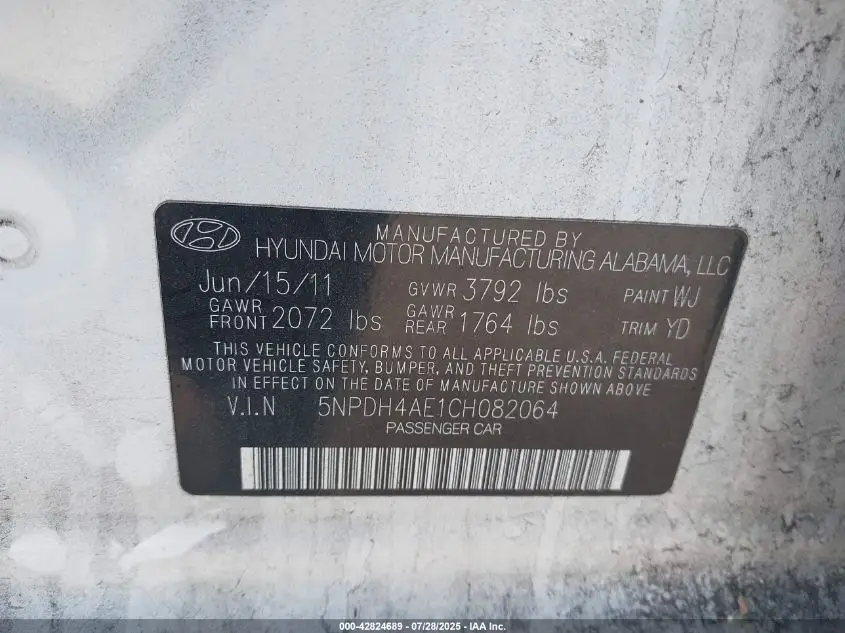 MANUFACTURED BY
HYUNDAI MOTOR MANUFACTURING ALABAMA, LLC
Jun/15/11 GVWR 3792 lbs PAINT WJ
GAWR FRONT 2072 lbs GAWR REAR 1764 lbs TRIM YD
THIS VEHICLE CONFORMS TO ALL APPLICABLE U.S.A. FEDERAL
MOTOR VEHICLE SAFETY, BUMPER, AND THEFT PREVENTION STANDARDS
IN EFFECT ON THE DATE OF MANUFACTURE SHOWN ABOVE
V.I.N 5NPDH4AE1CH082064
PASSENGER CAR
000-42824689 - 07/28/2025 - IAA Inc.